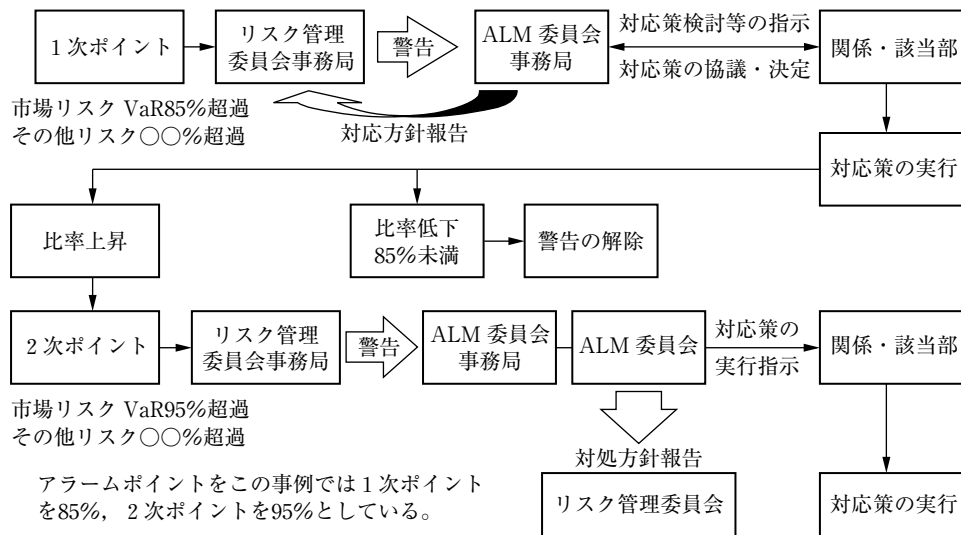 1次ポイント
リスク管理
委員会事務局
警告
ALM 委員会
事務局
対応策検討等の指示
対応策の協議・決定
関係・該当部
市場リスク VaR85%超過
その他リスク○○%超過
対応方針報告
対応策の実行
比率上昇
比率低下
85%未満
警告の解除
2次ポイント
リスク管理
委員会事務局
警告
ALM 委員会
事務局
ALM 委員会
対応策の
実行指示
関係・該当部
市場リスク VaR95%超過
その他リスク○○%超過
対処方針報告
リスク管理委員会
対応策の実行
アラームポイントをこの事例では1次ポイント
を85%,2次ポイントを95%としている。